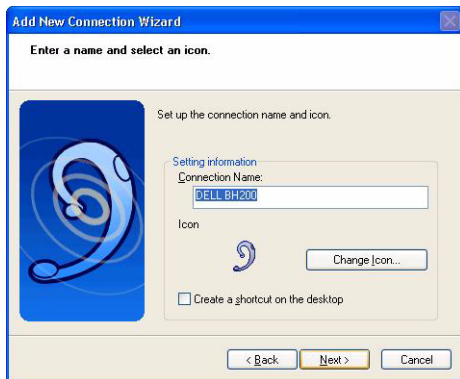 Add New Connection Wizard
Enter a name and select an icon.
Set up the connection name and icon.
Setting information
Connection Name:
DELL BH200
Icon
Change Icon...
Create a shortcut on the desktop
< Back
Next >
Cancel